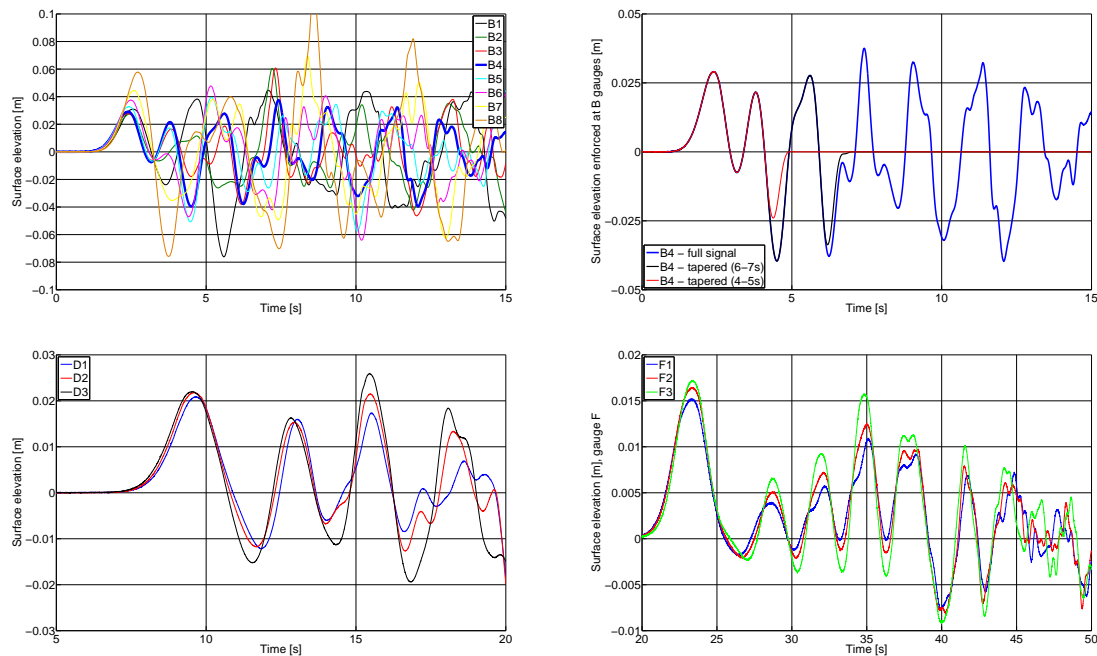 0.1
0.08
0.06
0.04
0.02
0
−0.02
−0.04
−0.06
−0.08
−0.1
Surface elevation [m]
0 5 10 15
Time [s]
B1
B2
B3
B4
B5
B6
B7
B8
0.05
0.025
0
−0.025
−0.05
Surface elevation enforced at B gauges [m]
0 5 10 15
Time [s]
B4 − full signal
B4 − tapered (6−7s)
B4 − tapered (4−5s)
0.03
0.02
0.01
0
−0.01
−0.02
−0.03
Surface elevation [m]
5 10 15 20
Time [s]
D1
D2
D3
0.02
0.015
0.01
0.005
0
−0.005
−0.01
Surface elevation [m], gauge F
20 25 30 35 40 45 50
Time [s]
F1
F2
F3